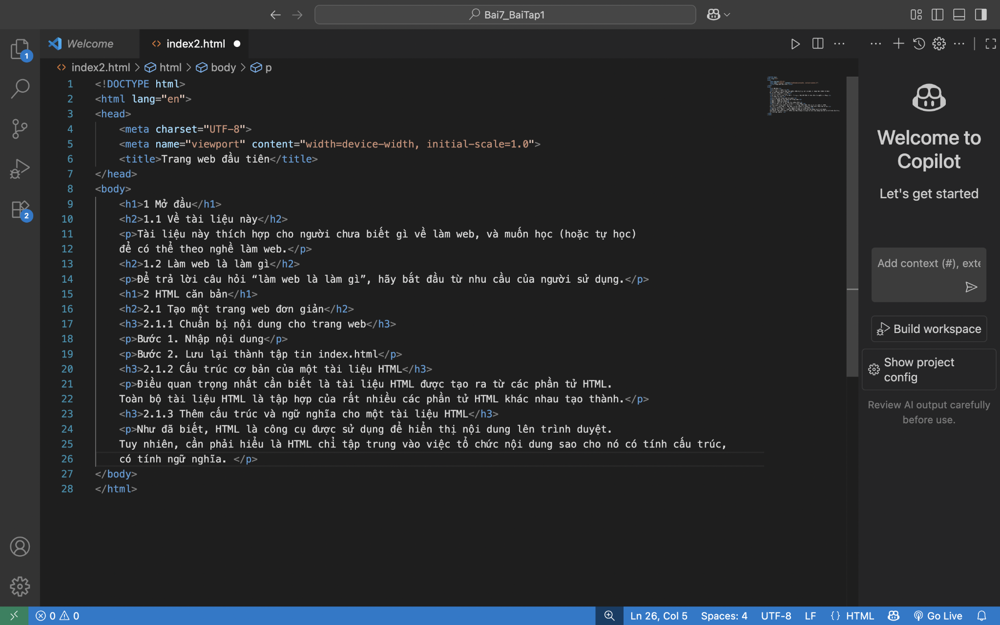 Bai7_BaiTap1
Welcome
index2.html
1
index2.html > html > body > p
1 <!DOCTYPE html>
2 <html lang="en">
3 <head>
4 <meta charset="UTF-8">
5 <meta name="viewport" content="width=device-width, initial-scale=1.0">
6 <title>Trang web đầu tiên</title>
7 </head>
8 <body>
9 <h1>1 Mở đầu</h1>
10 <h2>1.1 Về tài liệu này</h2>
11 <p>Tài liệu này thích hợp cho người chưa biết gì về làm web, và muốn học (hoặc tự học)
12 để có thể theo nghề làm web.</p>
13 <h2>1.2 Làm web là làm gì</h2>
14 <p>Để trả lời câu hỏi “làm web là làm gì”, hãy bắt đầu từ nhu cầu của người sử dụng.</p>
15 <h1>2 HTML căn bản</h1>
16 <h2>2.1 Tạo một trang web đơn giản</h2>
17 <h3>2.1.1 Chuẩn bị nội dung cho trang web</h3>
18 <p>Bước 1. Nhập nội dung</p>
19 <p>Bước 2. Lưu lại thành tập tin index.html</p>
20 <h3>2.1.2 Cấu trúc cơ bản của một tài liệu HTML</h3>
21 <p>Điều quan trọng nhất cần biết là tài liệu HTML được tạo ra từ các phần tử HTML.
22 Toàn bộ tài liệu HTML là tập hợp của rất nhiều các phần tử HTML khác nhau tạo thành.</p>
23 <h3>2.1.3 Thêm cấu trúc và ngữ nghĩa cho một tài liệu HTML</h3>
24 <p>Như đã biết, HTML là công cụ được sử dụng để hiển thị nội dung lên trình duyệt.
25 Tuy nhiên, cần phải hiểu là HTML chỉ tập trung vào việc tổ chức nội dung sao cho nó có tính cấu trúc,
26 có tính ngữ nghĩa. </p>
27 </body>
28 </html>
2
Welcome to
Copilot
Let's get started
Add context (#), exte
Build workspace
Show project
config
Review AI output carefully
before use.
0 0
Ln 26, Col 5 Spaces: 4 UTF-8 LF {} HTML Go Live